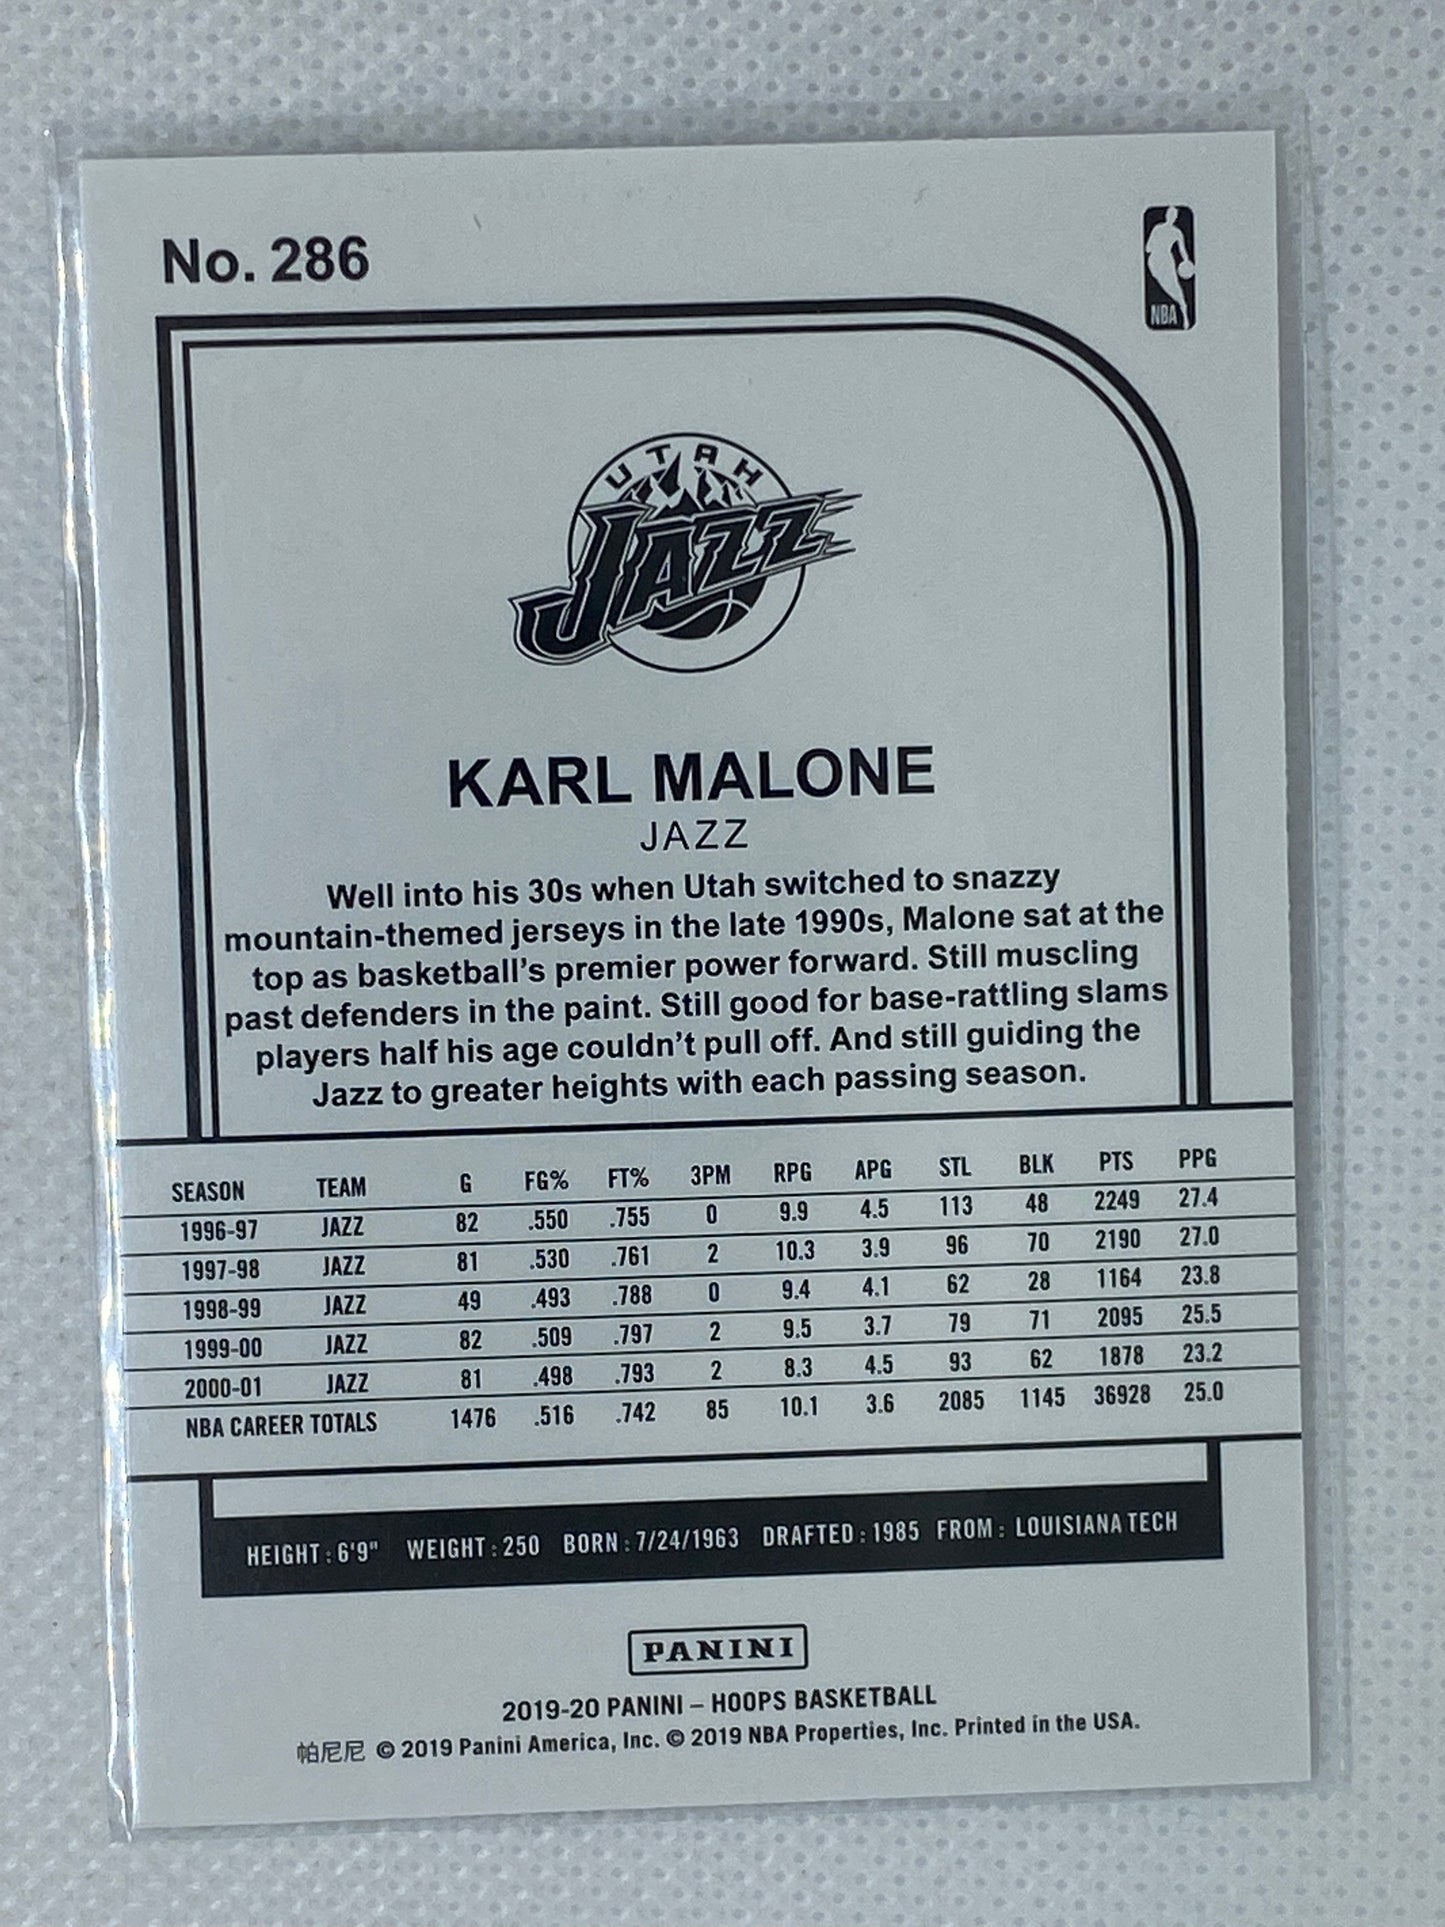 No. 286
NBA
UTAH
JAZZ
KARL MALONE
JAZZ
Well into his 30s when Utah switched to snazzy
mountain-themed jerseys in the late 1990s, Malone sat at the
top as basketball's premier power forward. Still muscling
past defenders in the paint. Still good for base-rattling slams
players half his age couldn't pull off. And still guiding the
Jazz to greater heights with each passing season.
SEASON TEAM G FG% FT% 3PM RPG APG STL BLK PTS PPG
1996-97 JAZZ 82 .550 .755 0 9.9 4.5 113 48 2249 27.4
1997-98 JAZZ 81 .530 .761 2 10.3 3.9 96 70 2190 27.0
1998-99 JAZZ 49 .493 .788 0 9.4 4.1 62 28 1164 23.8
1999-00 JAZZ 82 .509 .797 2 9.5 3.7 79 71 2095 25.5
2000-01 JAZZ 81 .498 .793 2 8.3 4.5 93 62 1878 23.2
NBA CAREER TOTALS 1476 .516 .742 85 10.1 3.6 2085 1145 36928 25.0
HEIGHT : 6'9" WEIGHT : 250 BORN : 7/24/1963 DRAFTED : 1985 FROM : LOUISIANA TECH
PANINI
2019-20 PANINI – HOOPS BASKETBALL
帕尼尼 © 2019 Panini America, Inc. © 2019 NBA Properties, Inc. Printed in the USA.